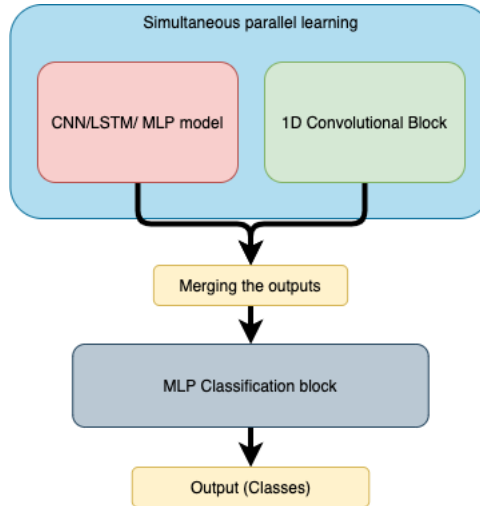 Simultaneous parallel learning
CNN/LSTM/ MLP model
1D Convolutional Block
Merging the outputs
MLP Classification block
Output (Classes)